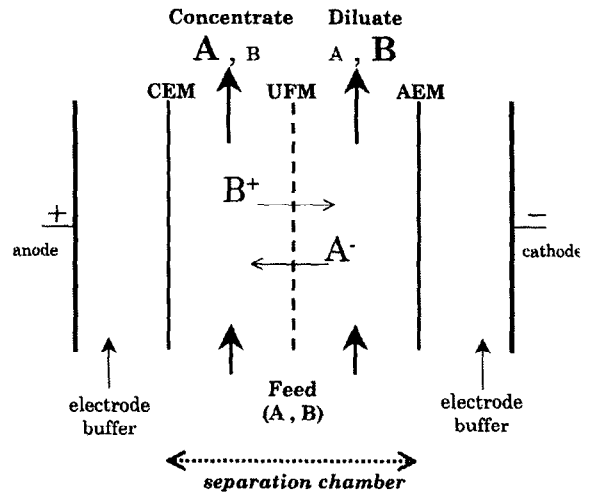 Concentrate Diluate
A , B A , B
CEM UFM AEM
B+
+ −
anode A- cathode
Feed
(A , B)
electrode electrode
buffer buffer
separation chamber